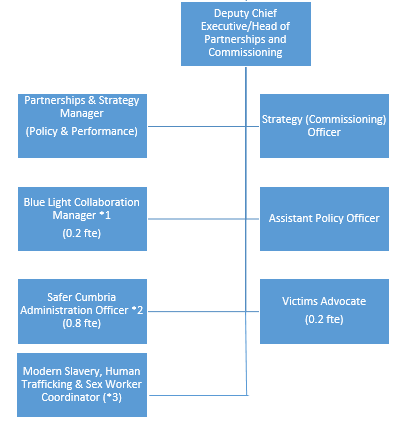 Deputy Chief
Executive/Head of
Partnerships and
Commissioning
Partnerships & Strategy
Manager
(Policy & Performance)
Strategy (Commissioning)
Officer
Blue Light Collaboration
Manager *1
(0.2 fte)
Assistant Policy Officer
Safer Cumbria
Administration Officer *2
(0.8 fte)
Victims Advocate
(0.2 fte)
Modern Slavery, Human
Trafficking & Sex Worker
Coordinator (*3)